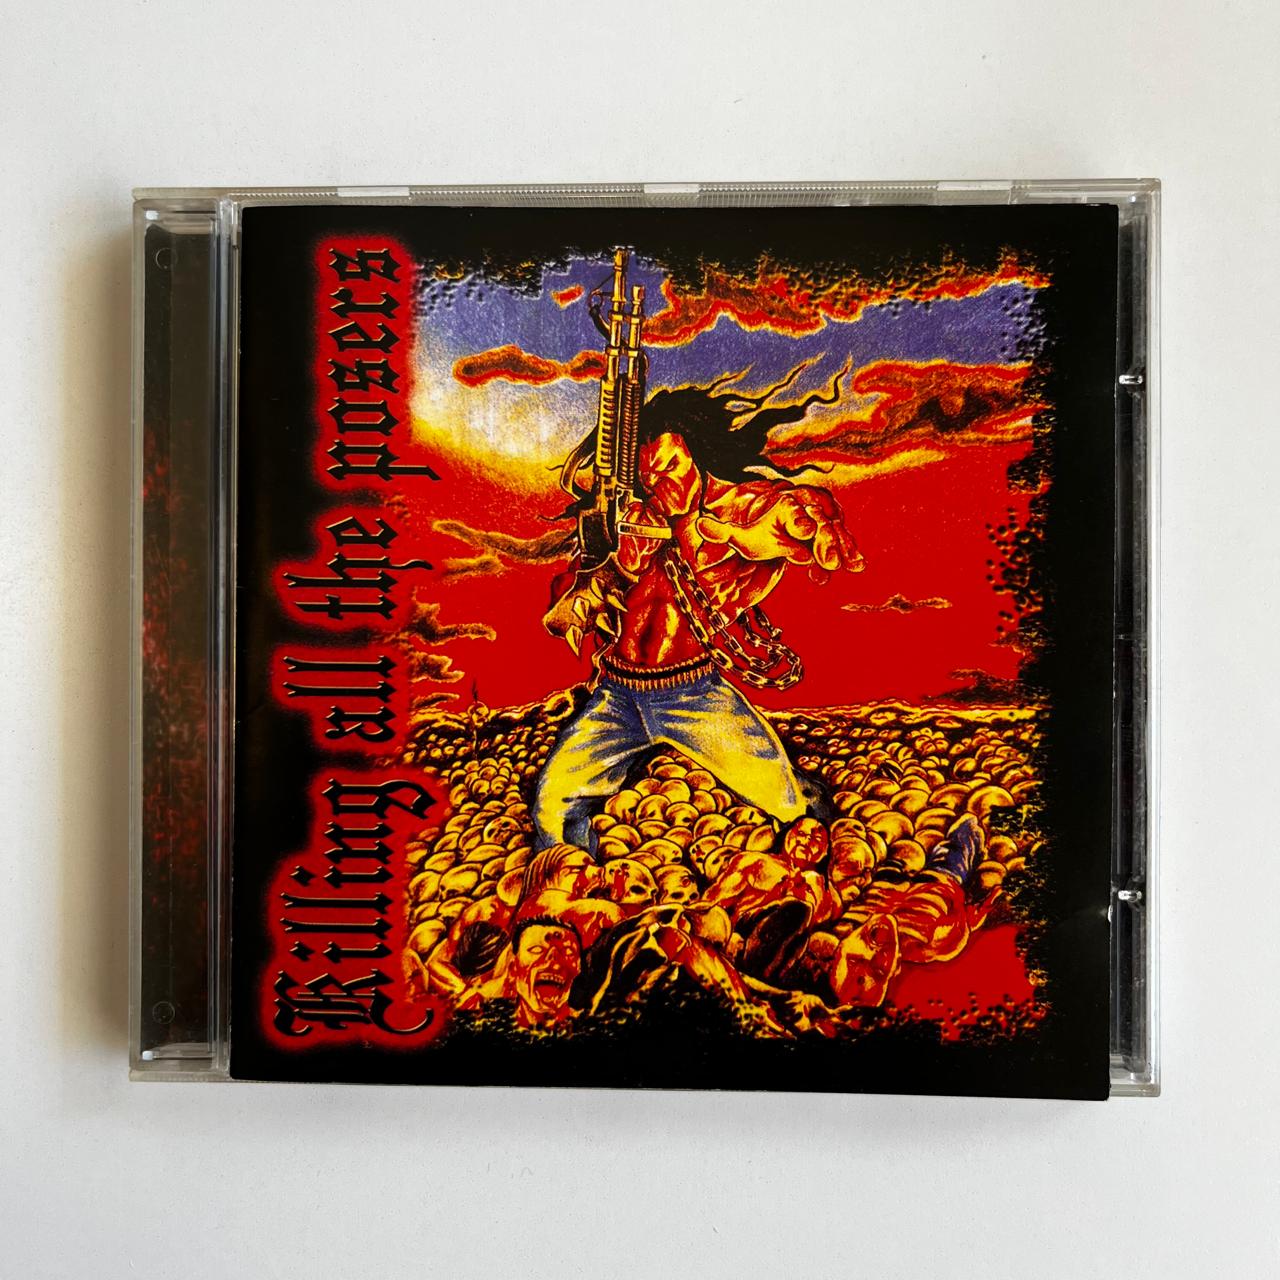 Killing all the posers